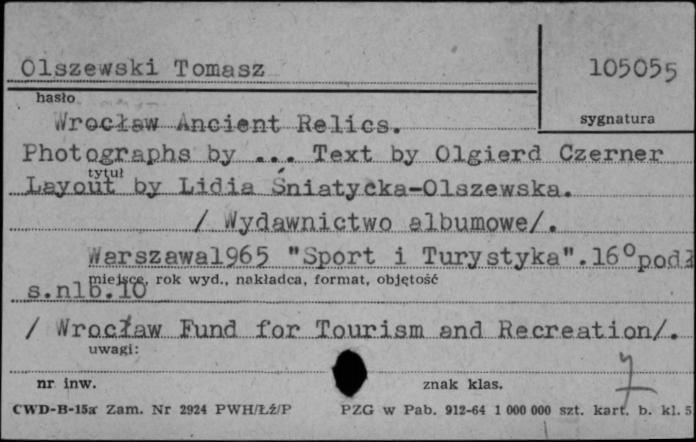 Olszewski Tomasz
105055
hasło
sygnatura
Wrocław Ancient Relics.
Photographs by ... Text by Olgierd Czerner
tytuł
Layout by Lidia Śniatycka-Olszewska.
/ Wydawnictwo albumowe/.
Warszawa1965 "Sport i Turystyka".16° podł
miejsce, rok wyd., nakładca, format, objętość
s.nlb.10
/ Wrocław Fund for Tourism and Recreation/.
uwagi:
nr inw.
znak klas.
CWD-B-15a Zam. Nr 2924 PWH/Łź/P
PZG w Pab. 912-64 1 000 000 szt. kart. b. kl. 5